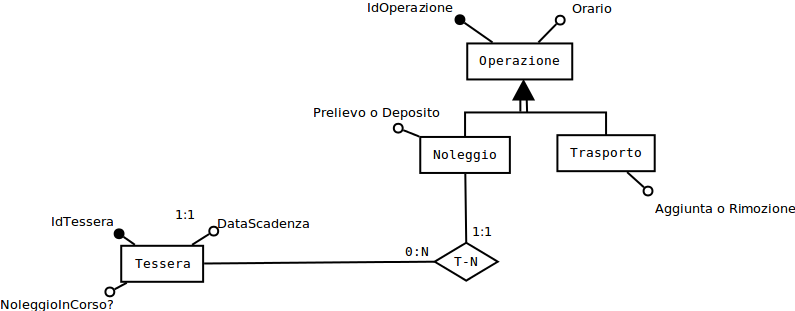 IdOperazione
Orario
Operazione
Prelievo o Deposito
Noleggio
Trasporto
Aggiunta o Rimozione
IdTessera
1:1
DataScadenza
1:1
0:N
Tessera
T-N
NoleggioInCorso?